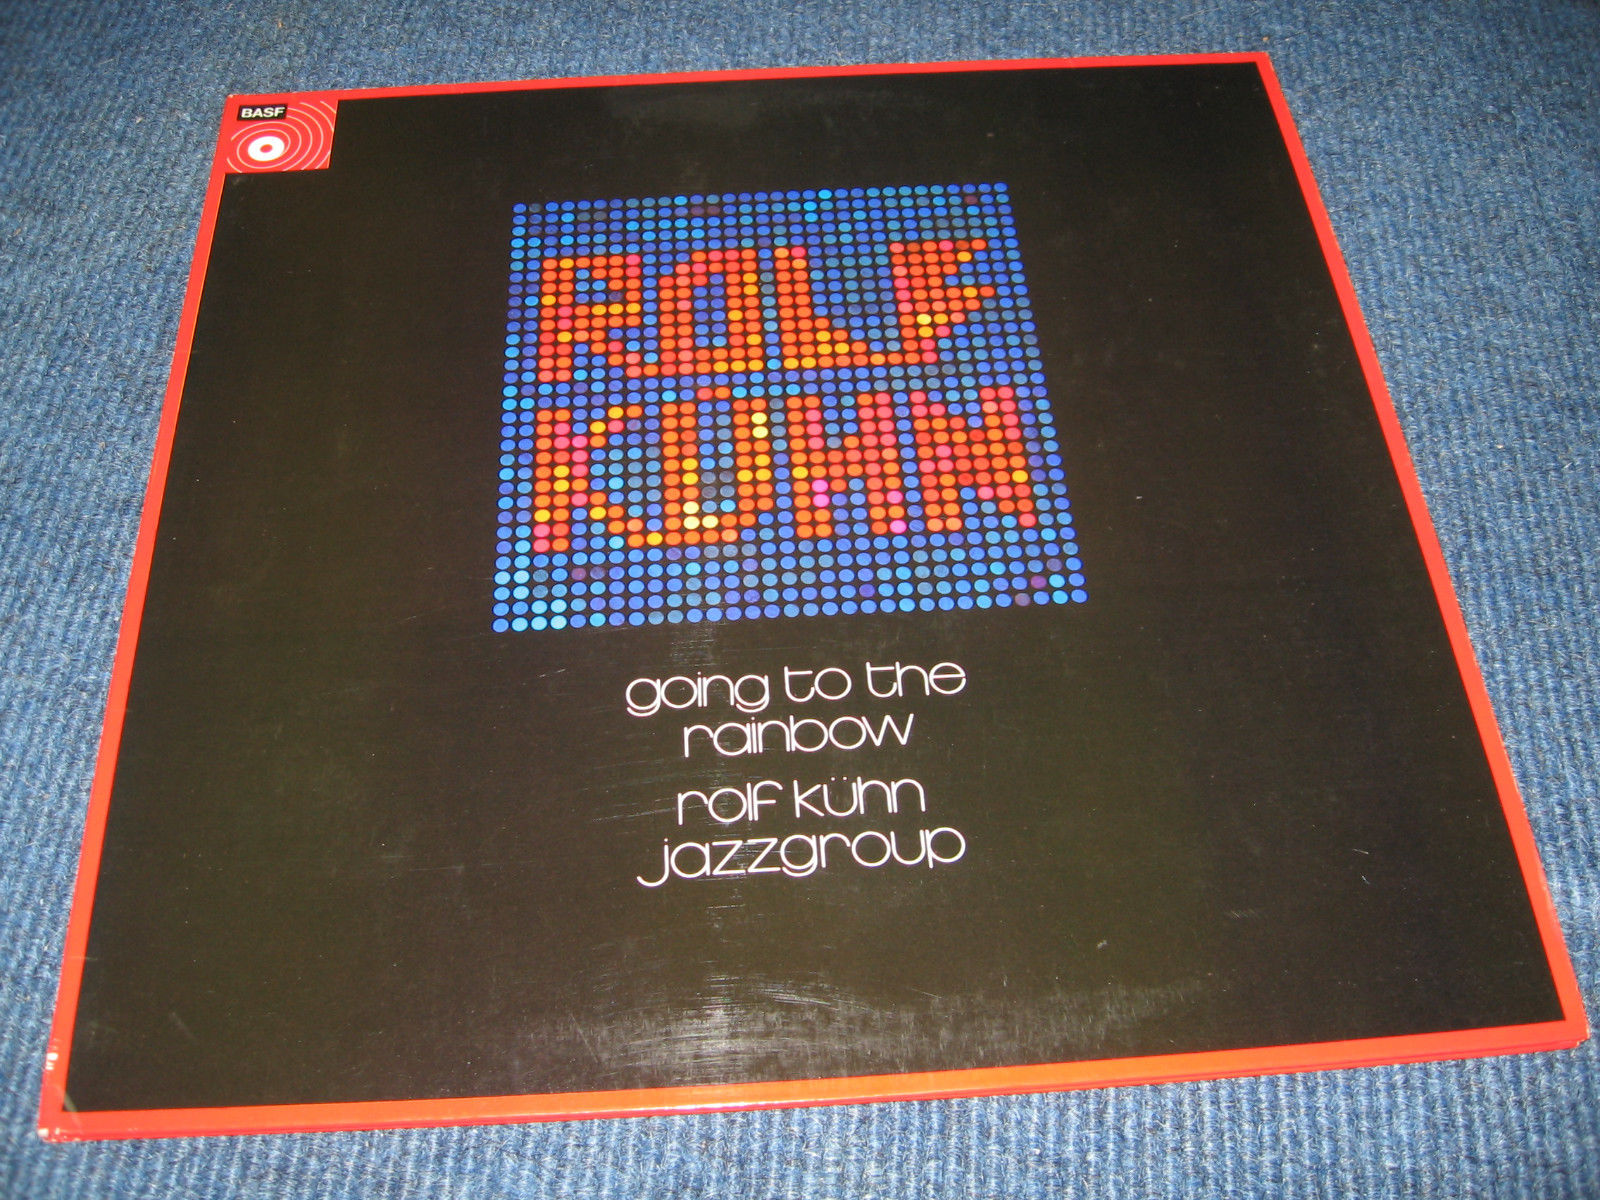 BASF
ROLF
KÜHN
going to the
rainbow
rolf kühn
jazzgroup